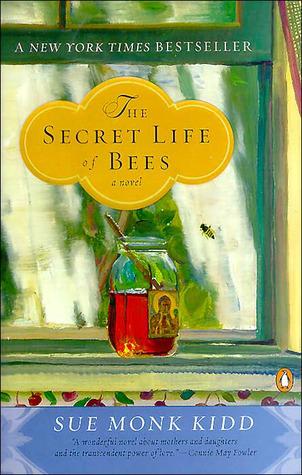 A NEW YORK TIMES BESTSELLER
THE
SECRET LIFE
of BEES
a novel
SUE MONK KIDD
"A wonderful novel about mothers and daughters
and the transcendent power of love." —Connie May Fowler